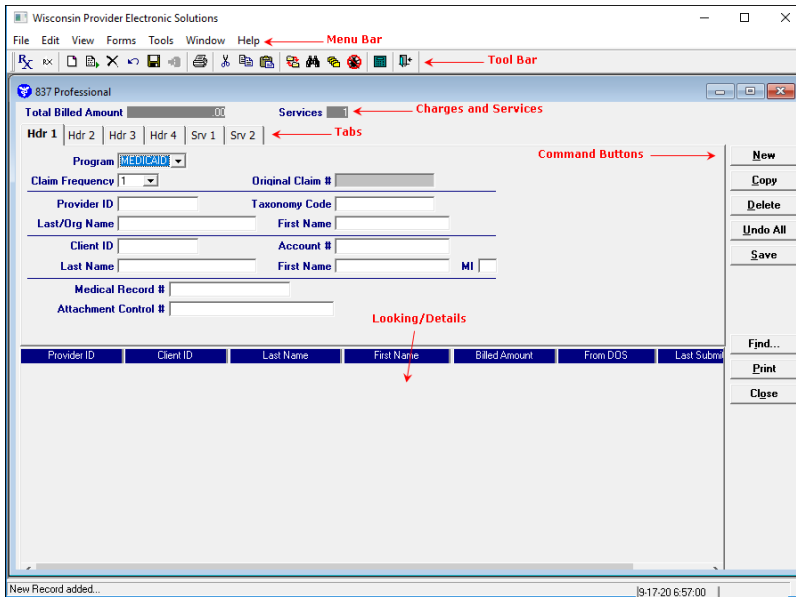 Wisconsin Provider Electronic Solutions
File Edit View Forms Tools Window Help Menu Bar
Rx Rx Tool Bar
837 Professional
Total Billed Amount .00 Services 1 Charges and Services
Hdr 1 Hdr 2 Hdr 3 Hdr 4 Srv 1 Srv 2 Tabs
Program MEDICAID Command Buttons New
Claim Frequency 1 Original Claim # Copy
Provider ID Taxonomy Code Delete
Last/Org Name First Name Undo All
Client ID Account # Save
Last Name First Name MI
Medical Record #
Attachment Control #
Looking/Details
Find...
Provider ID Client ID Last Name First Name Billed Amount From DOS Last Submi
Print
Close
New Record added...
9-17-20 6:57:00